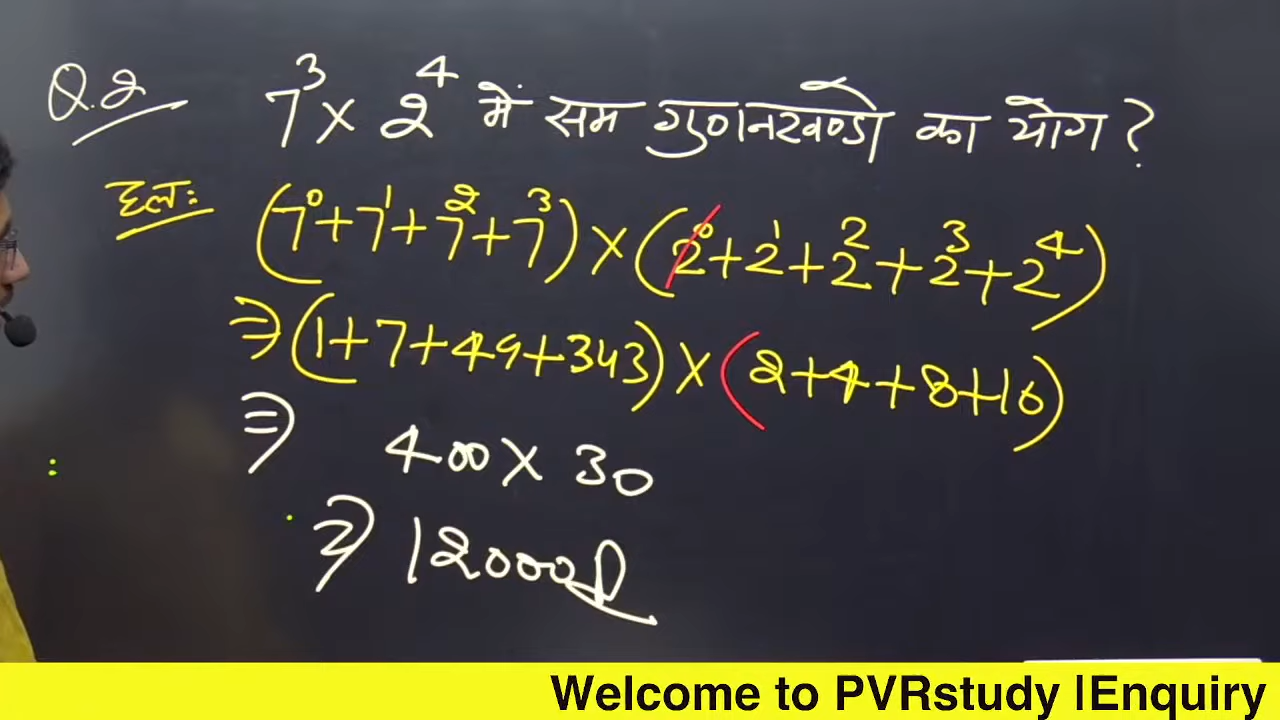 Q.2 7³ × 2⁴ में सम गुणनखण्डो का योग ?
हलः (7⁰+7¹+7²+7³) × (2⁰+2¹+2²+2³+2⁴)
⇒ (1+7+49+343) × (2+4+8+16)
⇒ 400 × 30
⇒ 12000
Welcome to PVRstudy |Enquiry